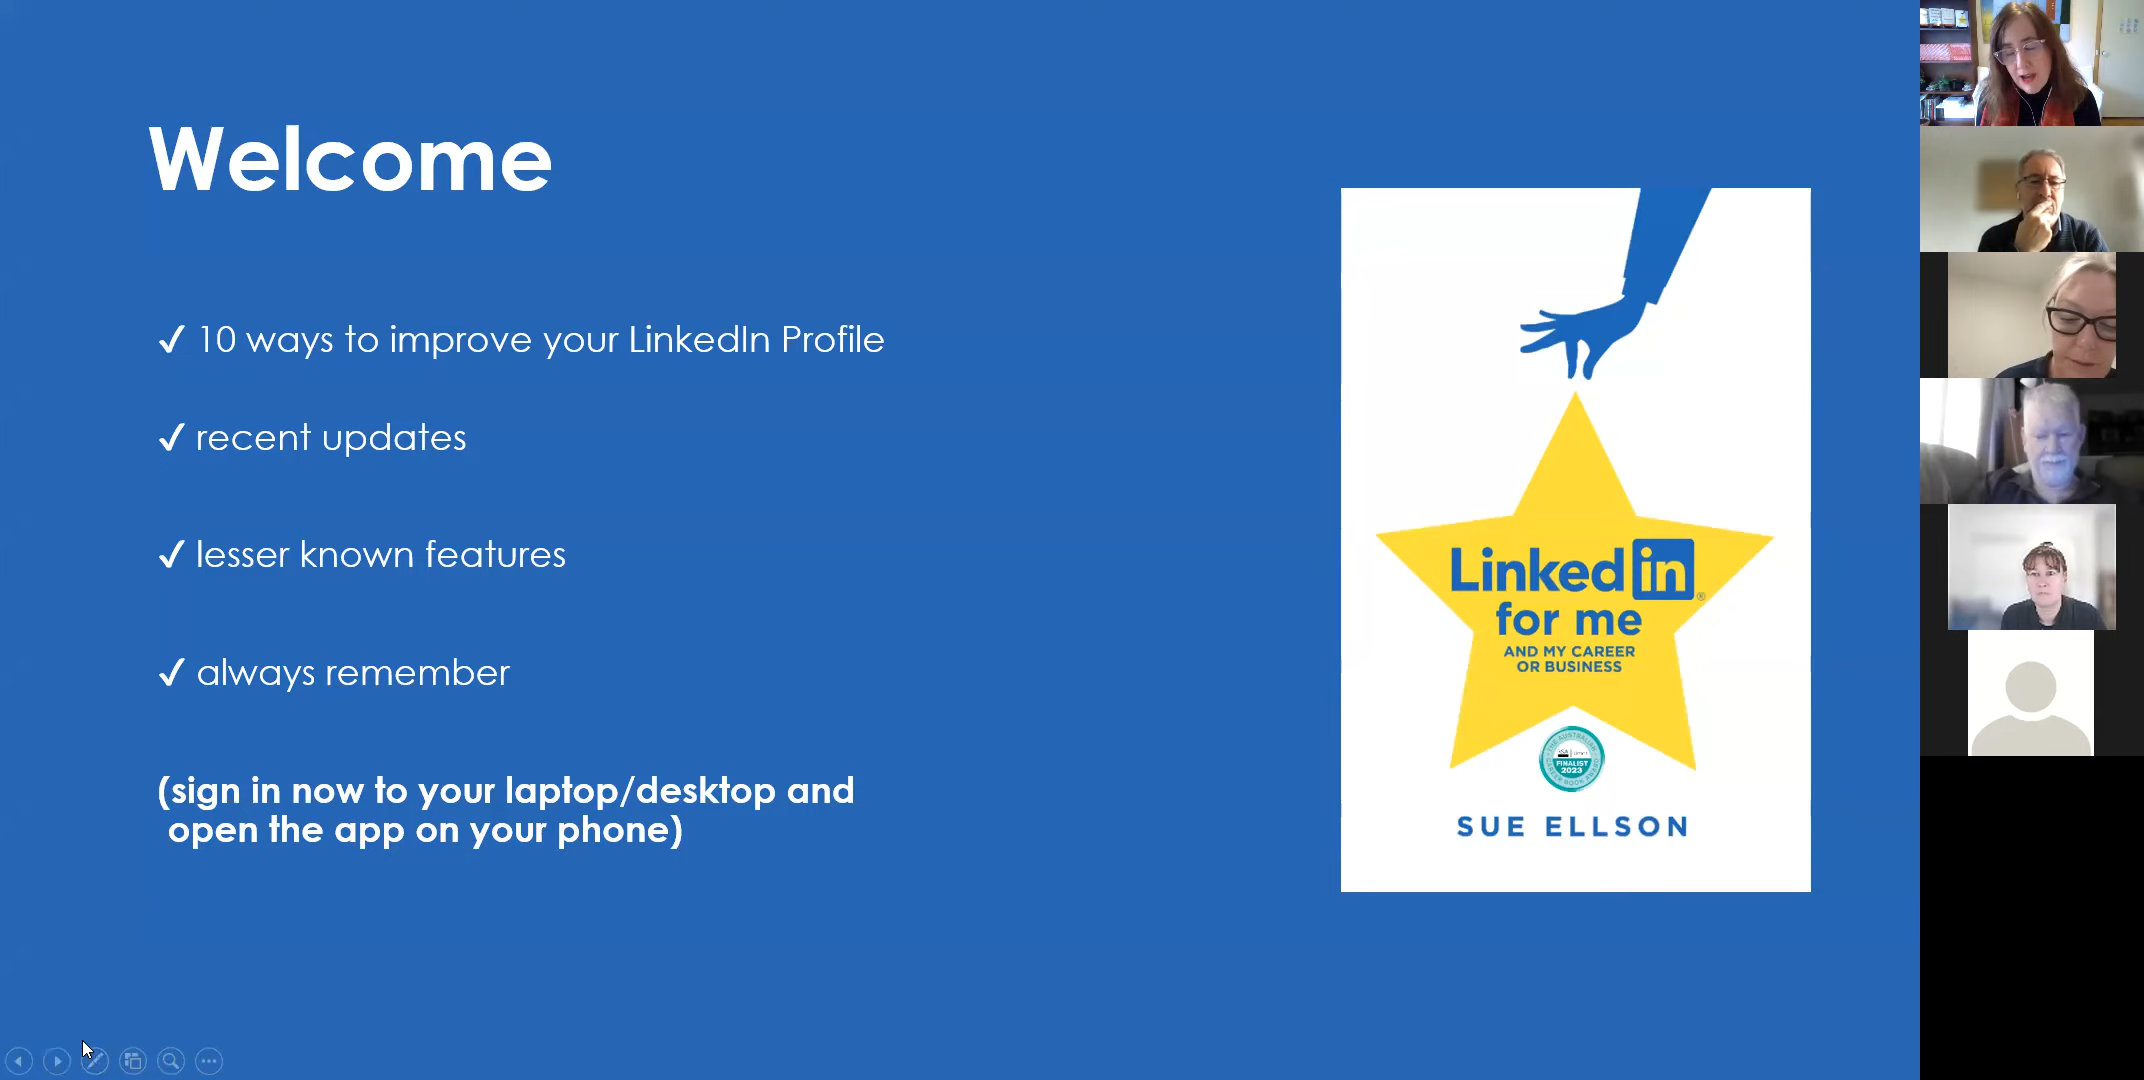 Welcome
✓ 10 ways to improve your LinkedIn Profile
✓ recent updates
✓ lesser known features
✓ always remember
(sign in now to your laptop/desktop and
open the app on your phone)
Linked in®
for me
AND MY CAREER
OR BUSINESS
THE AUSTRALIAN
FINALIST
2023
SUE ELLSON